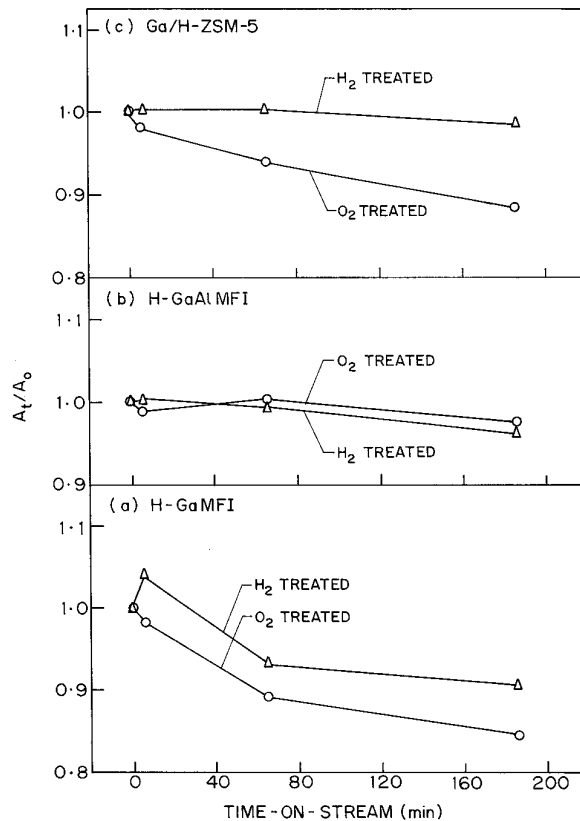 (c) Ga/H-ZSM-5
1·1
1·0
0·9
0·8
H2 TREATED
O2 TREATED
(b) H-GaAlMFI
1·1
1·0
0·9
O2 TREATED
H2 TREATED
At/Ao
(a) H-GaMFI
1·1
1·0
0·9
0·8
H2 TREATED
O2 TREATED
0 40 80 120 160 200
TIME-ON-STREAM (min)